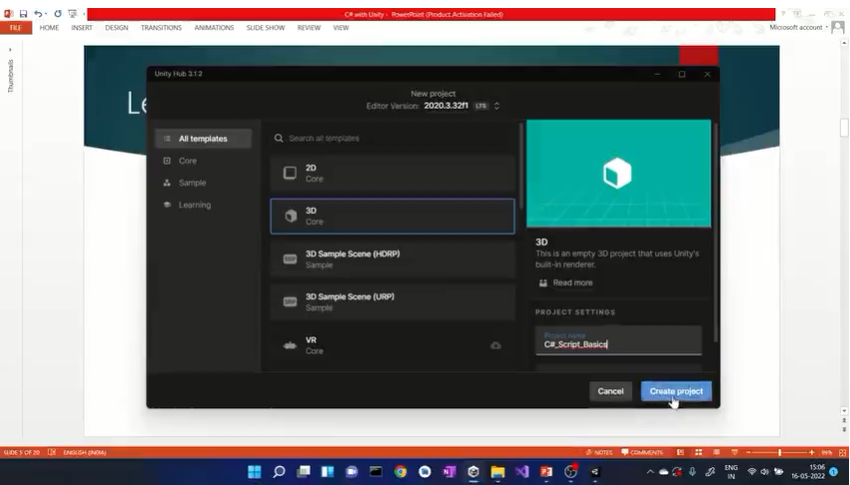 C# with Unity - PowerPoint (Product Activation Failed)
FILE HOME INSERT DESIGN TRANSITIONS ANIMATIONS SLIDE SHOW REVIEW VIEW Microsoft account
Thumbnails
Le
Unity Hub 3.1.2
New project
Editor Version: 2020.3.32f1 LTS
All templates
Core
Sample
Learning
Search all templates
2D
Core
3D
Core
3D Sample Scene (HDRP)
Sample
3D Sample Scene (URP)
Sample
VR
Core
3D
This is an empty 3D project that uses Unity's
built-in renderer.
Read more
PROJECT SETTINGS
Project name
C#_Script_Basics
Cancel Create project
SLIDE 5 OF 20 ENGLISH (INDIA) NOTES COMMENTS
ENG
IN
15:06
16-05-2022